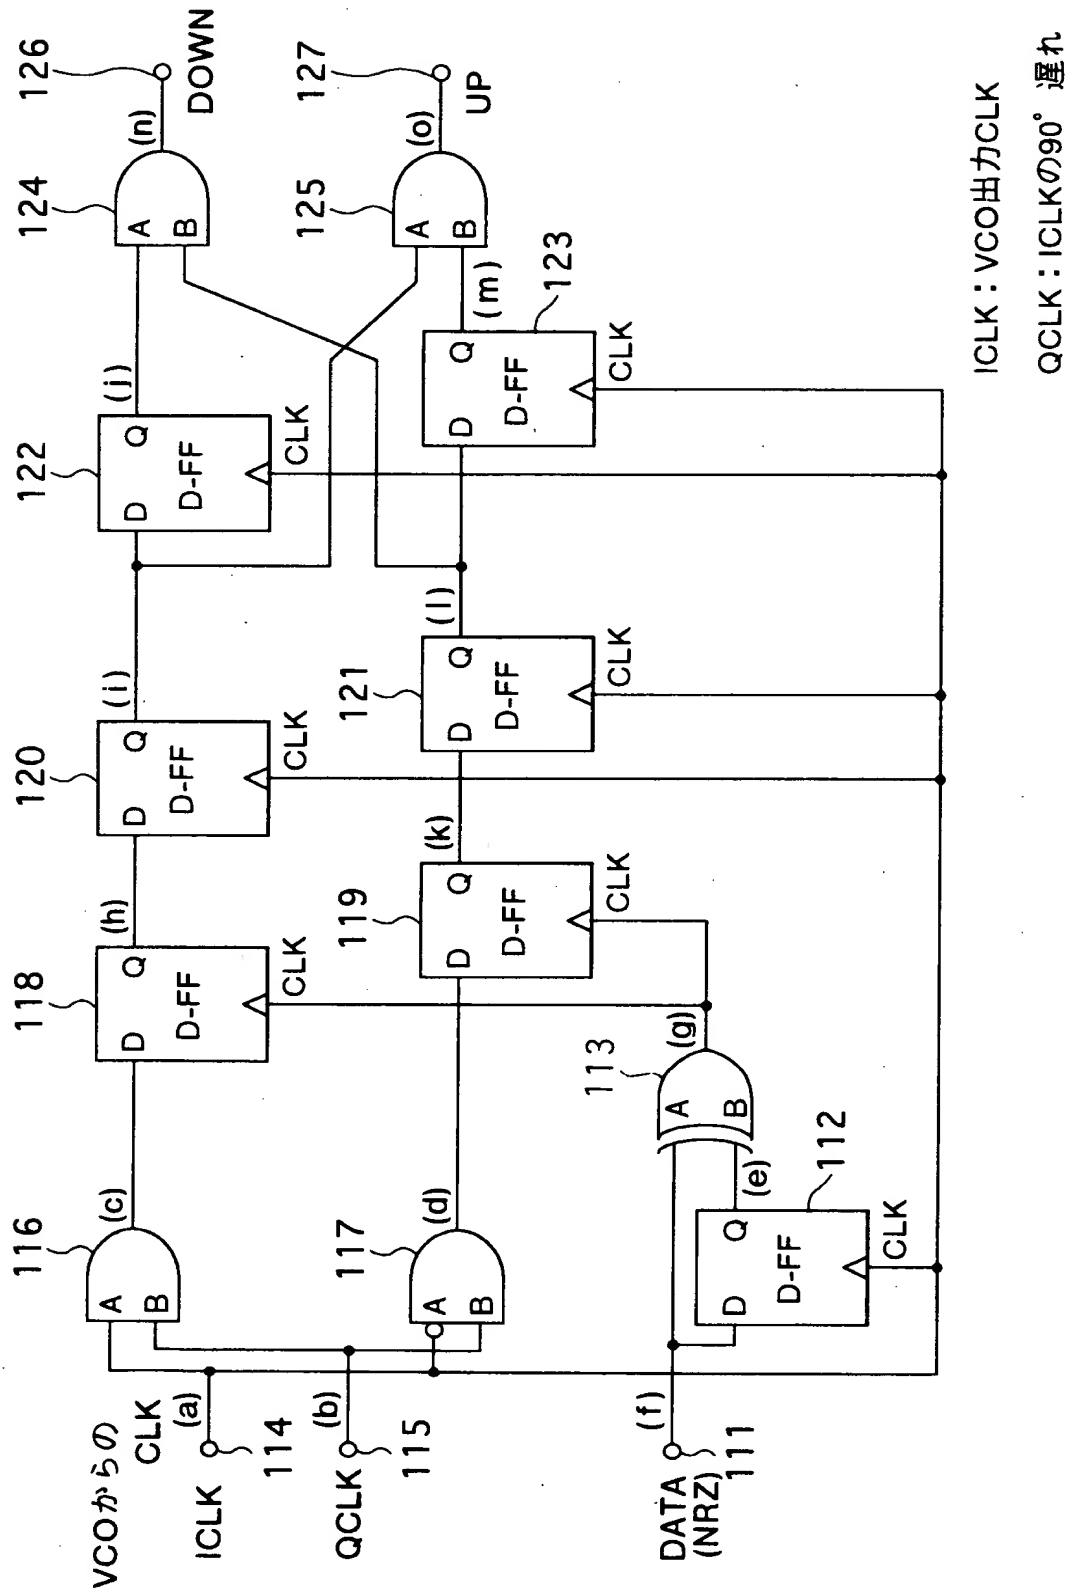 VCOからの
CLK
(a)
ICLK
114
(b)
QCLK
115
(f)
DATA
(NRZ)
111
116
A
B
(c)
117
A
B
(d)
112
D
Q
D-FF
CLK
(e)
113
A
B
(g)
118
D
Q
D-FF
CLK
(h)
119
D
Q
D-FF
CLK
(k)
120
D
Q
D-FF
CLK
(i)
121
D
Q
D-FF
CLK
(l)
122
D
Q
D-FF
CLK
(j)
123
D
Q
D-FF
CLK
(m)
124
A
B
(n)
126
DOWN
125
A
B
(o)
127
UP
ICLK：VCO出力CLK
QCLK：ICLKの90° 遅れ